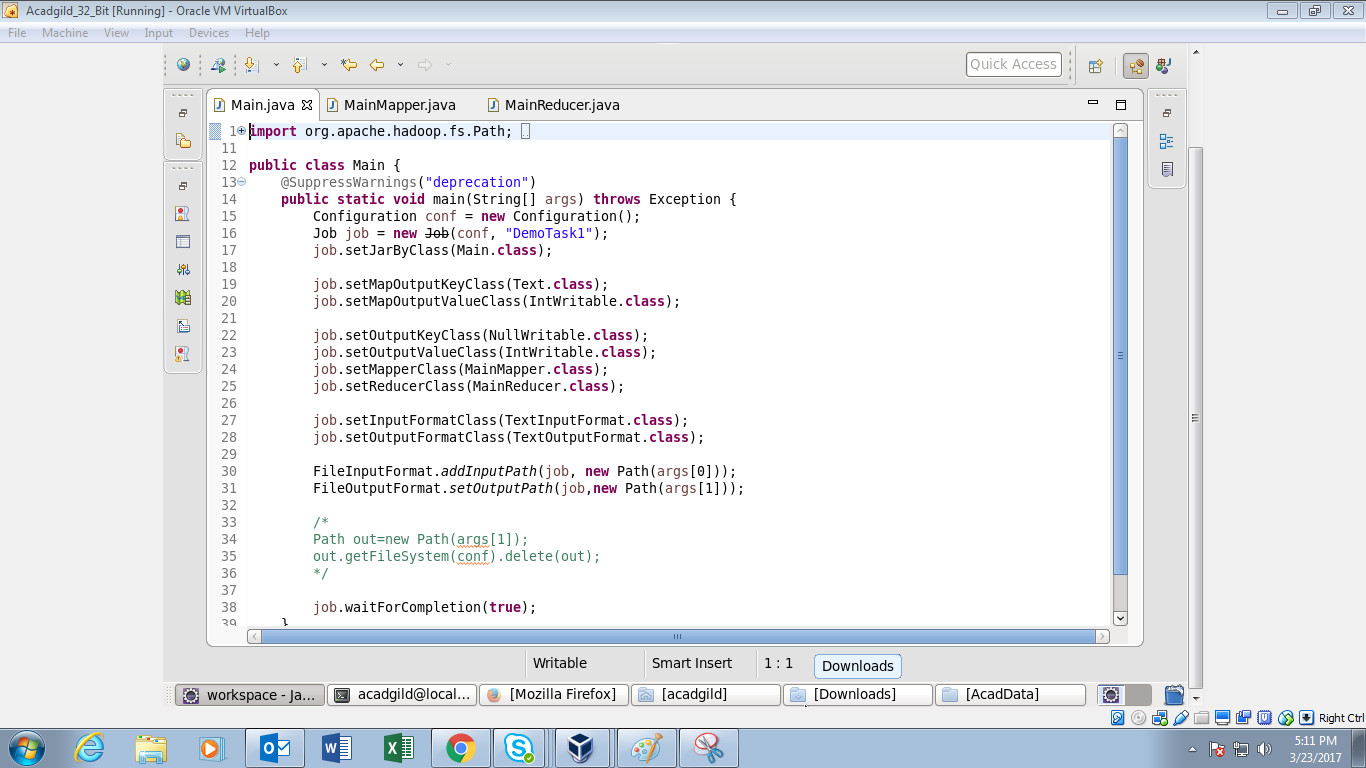 Acadgild_32_Bit [Running] - Oracle VM VirtualBox
File Machine View Input Devices Help
Quick Access
Main.java MainMapper.java MainReducer.java
1 import org.apache.hadoop.fs.Path;
11
12 public class Main {
13 @SuppressWarnings("deprecation")
14 public static void main(String[] args) throws Exception {
15 Configuration conf = new Configuration();
16 Job job = new Job(conf, "DemoTask1");
17 job.setJarByClass(Main.class);
18
19 job.setMapOutputKeyClass(Text.class);
20 job.setMapOutputValueClass(IntWritable.class);
21
22 job.setOutputKeyClass(NullWritable.class);
23 job.setOutputValueClass(IntWritable.class);
24 job.setMapperClass(MainMapper.class);
25 job.setReducerClass(MainReducer.class);
26
27 job.setInputFormatClass(TextInputFormat.class);
28 job.setOutputFormatClass(TextOutputFormat.class);
29
30 FileInputFormat.addInputPath(job, new Path(args[0]));
31 FileOutputFormat.setOutputPath(job,new Path(args[1]));
32
33 /*
34 Path out=new Path(args[1]);
35 out.getFileSystem(conf).delete(out);
36 */
37
38 job.waitForCompletion(true);
39 }
Writable Smart Insert 1 : 1 Downloads
workspace - Ja... acadgild@local... [Mozilla Firefox] [acadgild] [Downloads] [AcadData]
Right Ctrl
5:11 PM
3/23/2017